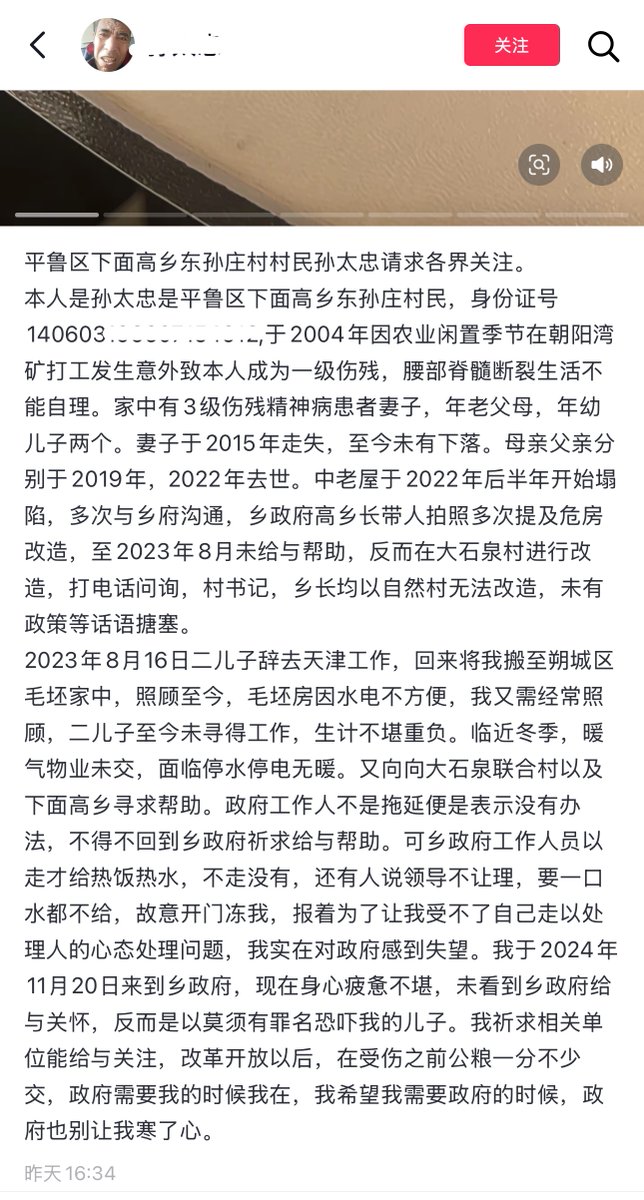 关注
平鲁区下面高乡东孙庄村村民孙太忠请求各界关注。
本人是孙太忠是平鲁区下面高乡东孙庄村民，身份证号
140603 ,于2004年因农业闲置季节在朝阳湾
矿打工发生意外致本人成为一级伤残，腰部脊髓断裂生活不
能自理。家中有3级伤残精神病患者妻子，年老父母，年幼
儿子两个。妻子于2015年走失，至今未有下落。母亲父亲分
别于2019年，2022年去世。中老屋于2022年后半年开始塌
陷，多次与乡府沟通，乡政府高乡长带人拍照多次提及危房
改造，至2023年8月未给与帮助，反而在大石泉村进行改
造，打电话问询，村书记，乡长均以自然村无法改造，未有
政策等话语搪塞。
2023年8月16日二儿子辞去天津工作，回来将我搬至朔城区
毛坯家中，照顾至今，毛坯房因水电不方便，我又需经常照
顾，二儿子至今未寻得工作，生计不堪重负。临近冬季，暖
气物业未交，面临停水停电无暖。又向向大石泉联合村以及
下面高乡寻求帮助。政府工作人不是拖延便是表示没有办
法，不得不回到乡政府祈求给与帮助。可乡政府工作人员以
走才给热饭热水，不走没有，还有人说领导不让理，要一口
水都不给，故意开门冻我，报着为了让我受不了自己走以处
理人的心态处理问题，我实在对政府感到失望。我于2024年
11月20日来到乡政府，现在身心疲惫不堪，未看到乡政府给
与关怀，反而是以莫须有罪名恐吓我的儿子。我祈求相关单
位能给与关注，改革开放以后，在受伤之前公粮一分不少
交，政府需要我的时候我在，我希望我需要政府的时候，政
府也别让我寒了心。
昨天16:34